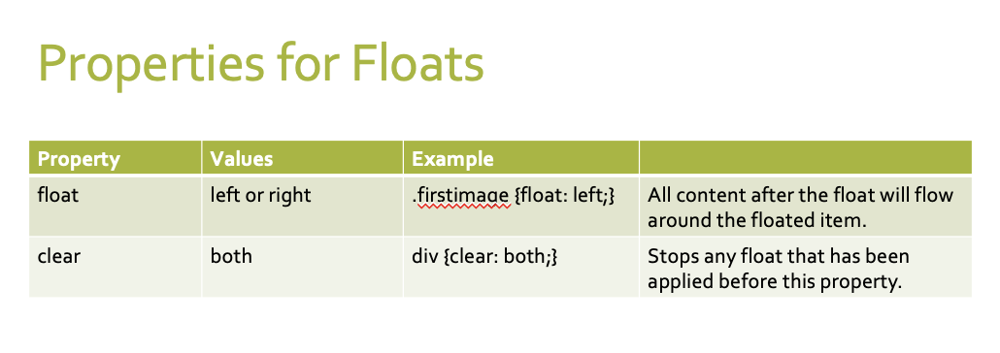 Properties for Floats
Property Values Example
float left or right .firstimage {float: left;} All content after the float will flow
around the floated item.
clear both div {clear: both;} Stops any float that has been
applied before this property.